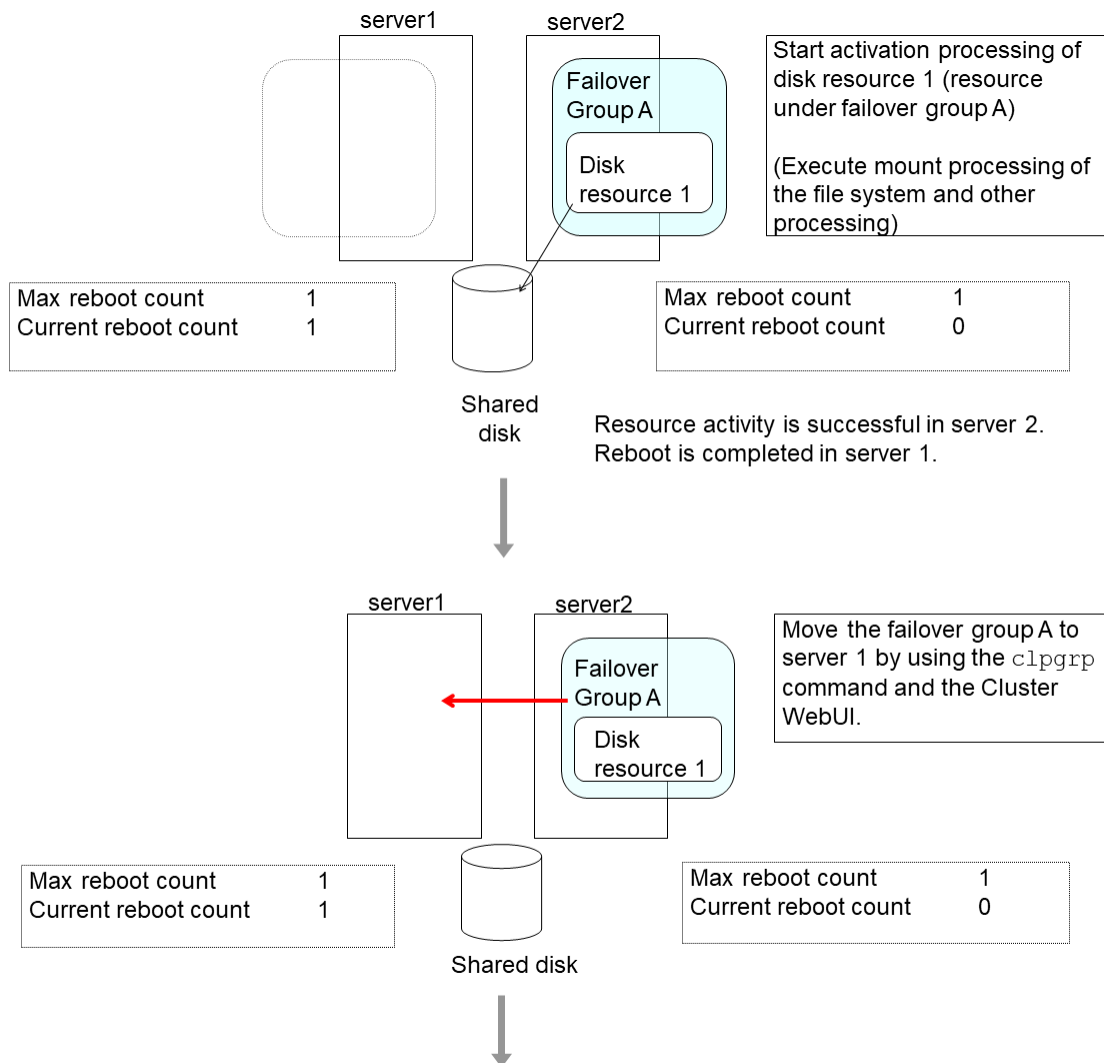 server1
server2
Failover
Group A
Disk
resource 1
Start activation processing of
disk resource 1 (resource
under failover group A)
(Execute mount processing of
the file system and other
processing)
Max reboot count 1
Current reboot count 1
Max reboot count 1
Current reboot count 0
Shared
disk
Resource activity is successful in server 2.
Reboot is completed in server 1.
server1
server2
Failover
Group A
Disk
resource 1
Move the failover group A to
server 1 by using the clpgrp
command and the Cluster
WebUI.
Max reboot count 1
Current reboot count 1
Max reboot count 1
Current reboot count 0
Shared disk